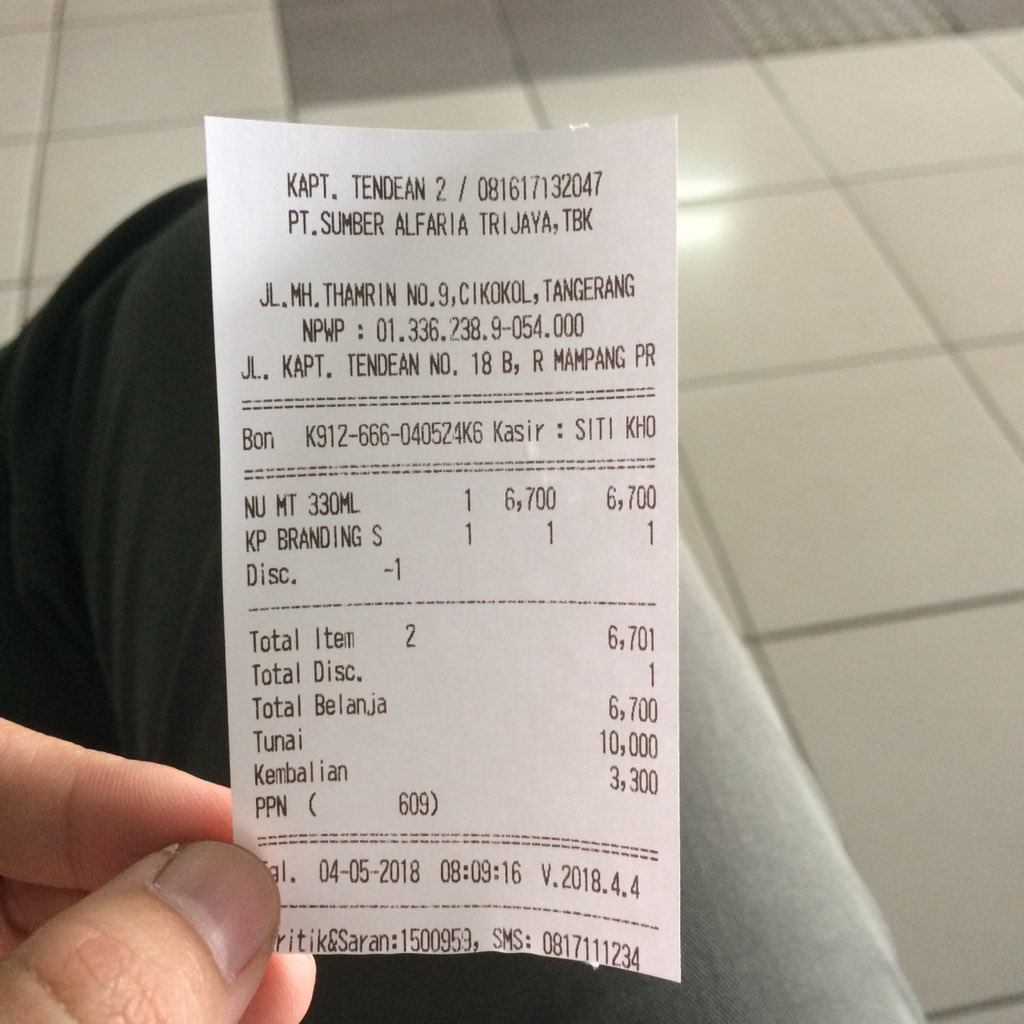 KAPT. TENDEAN 2 / 081617132047
PT.SUMBER ALFARIA TRIJAYA,TBK
JL.MH.THAMRIN NO.9,CIKOKOL,TANGERANG
NPWP : 01.336.238.9-054.000
JL. KAPT. TENDEAN NO. 18 B, R MAMPANG PR
Bon K912-666-040524K6 Kasir : SITI KHO
NU MT 330ML 1 6,700 6,700
KP BRANDING S 1 1 1
Disc. -1
Total Item 2 6,701
Total Disc. 1
Total Belanja 6,700
Tunai 10,000
Kembalian 3,300
PPN ( 609)
gl. 04-05-2018 08:09:16 V.2018.4.4
ritik&Saran:1500959, SMS: 0817111234